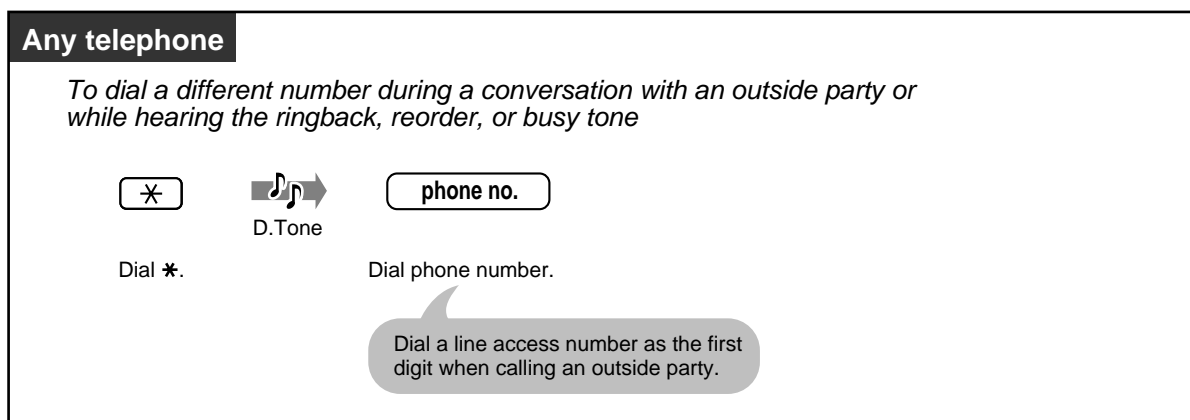 Any telephone
To dial a different number during a conversation with an outside party or
while hearing the ringback, reorder, or busy tone
phone no.
D.Tone
Dial ✱.
Dial phone number.
Dial a line access number as the first
digit when calling an outside party.